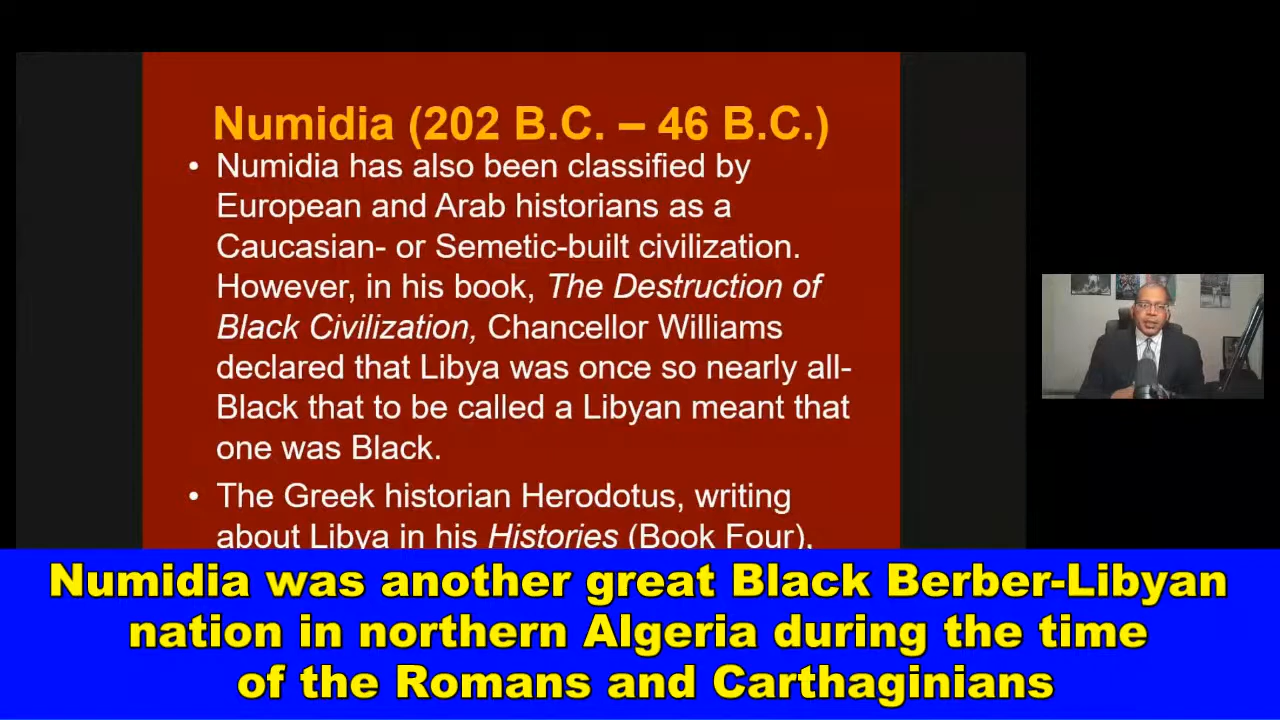 Numidia (202 B.C. – 46 B.C.)
• Numidia has also been classified by
European and Arab historians as a
Caucasian- or Semetic-built civilization.
However, in his book, The Destruction of
Black Civilization, Chancellor Williams
declared that Libya was once so nearly all-
Black that to be called a Libyan meant that
one was Black.
• The Greek historian Herodotus, writing
about Libya in his Histories (Book Four),
Numidia was another great Black Berber-Libyan
nation in northern Algeria during the time
of the Romans and Carthaginians